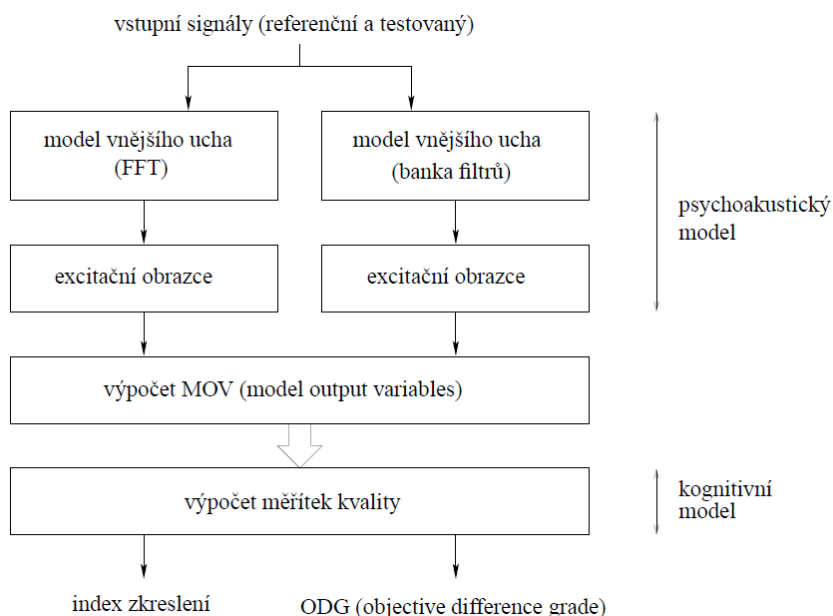 vstupní signály (referenční a testovaný)
model vnějšího ucha
(FFT)
model vnějšího ucha
(banka filtrů)
psychoakustický
model
excitační obrazce
excitační obrazce
výpočet MOV (model output variables)
výpočet měřítek kvality
kognitivní
model
index zkreslení
ODG (objective difference grade)